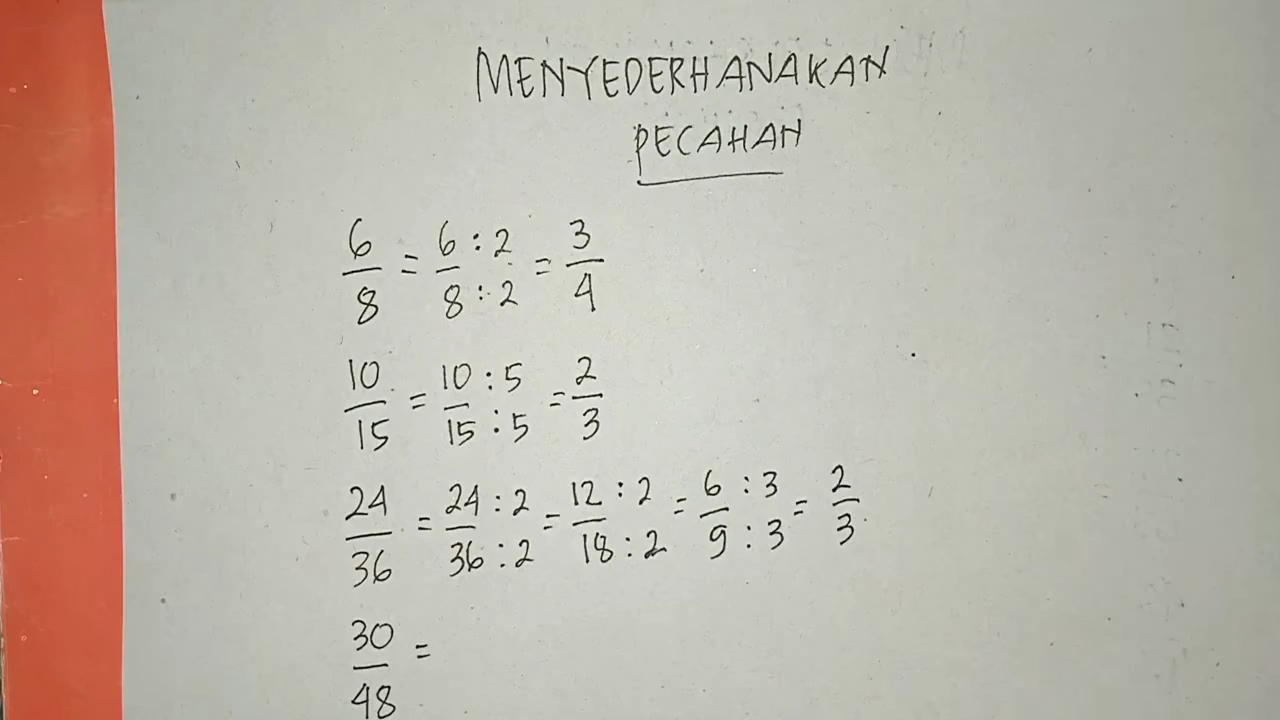 MENYEDERHANAKAN
PECAHAN
6/8 = 6 : 2 / 8 : 2 = 3/4
10/15 = 10 : 5 / 15 : 5 = 2/3
24/36 = 24 : 2 / 36 : 2 = 12 : 2 / 18 : 2 = 6 : 3 / 9 : 3 = 2/3
30/48 =